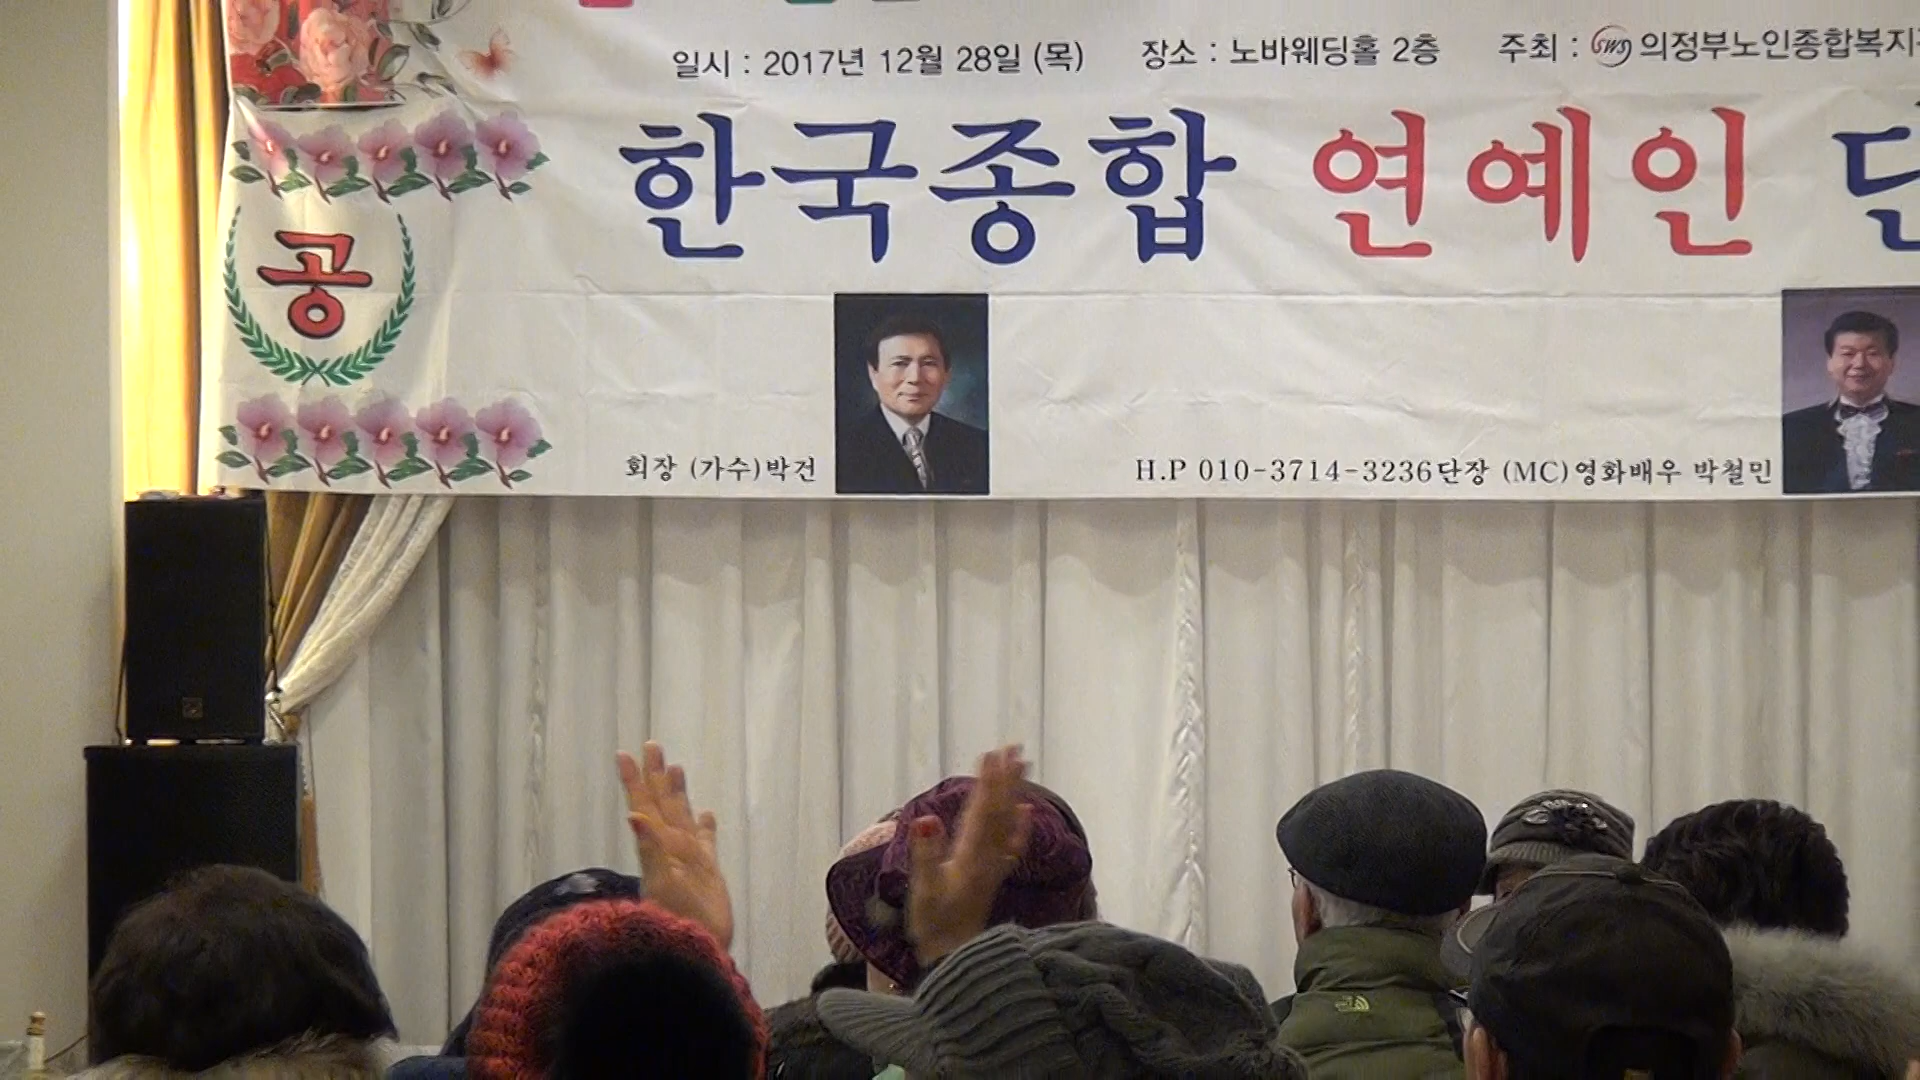 일시 : 2017년 12월 28일 (목) 장소 : 노바웨딩홀 2층 주최 : SWS 의정부노인종합복지
한국종합 연예인
공
회장 (가수)박건
H.P 010-3714-3236단장 (MC)영화배우 박철민